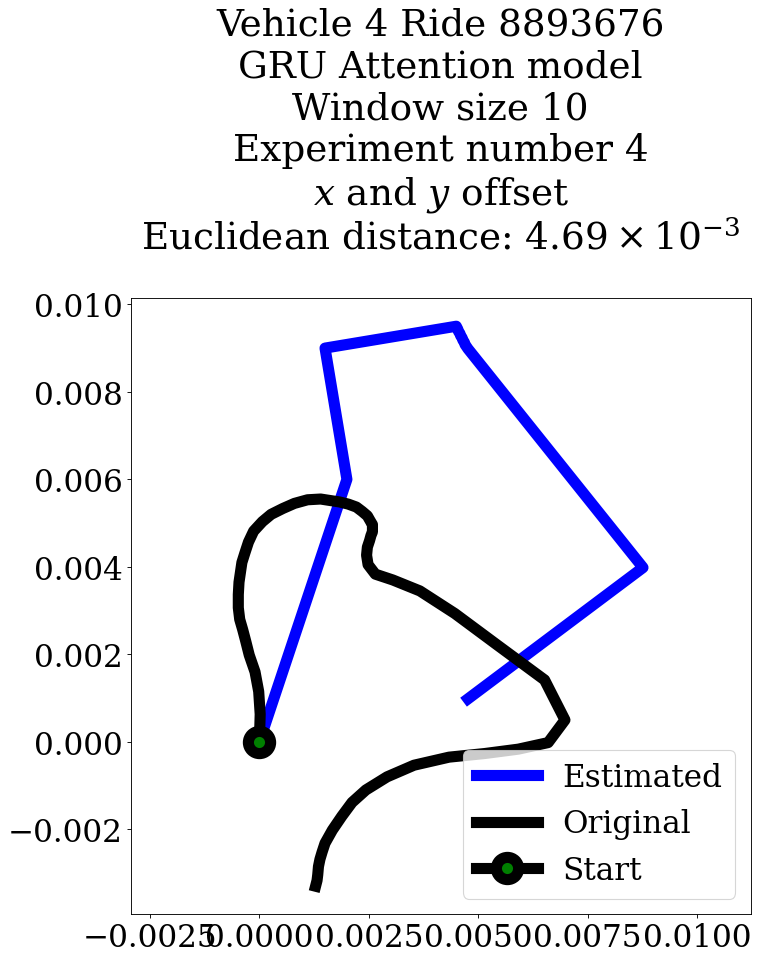 Vehicle 4 Ride 8893676
GRU Attention model
Window size 10
Experiment number 4
x and y offset
Euclidean distance: 4.69 × 10⁻³
0.010
0.008
0.006
0.004
0.002
0.000
−0.002
Estimated
Original
Start
−0.0025 0.0000 0.0025 0.0050 0.0075 0.0100